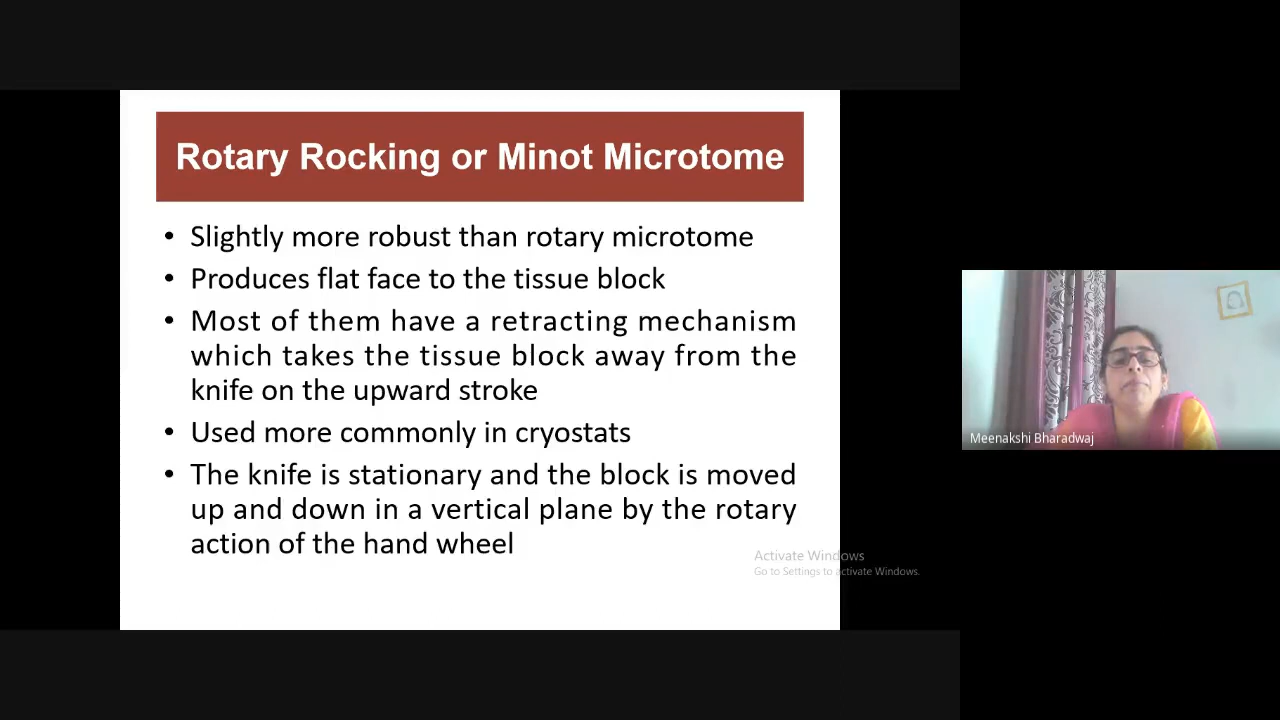 Rotary Rocking or Minot Microtome
• Slightly more robust than rotary microtome
• Produces flat face to the tissue block
• Most of them have a retracting mechanism
which takes the tissue block away from the
knife on the upward stroke
• Used more commonly in cryostats
• The knife is stationary and the block is moved
up and down in a vertical plane by the rotary
action of the hand wheel
Activate Windows
Go to Settings to activate Windows.
Meenakshi Bharadwaj